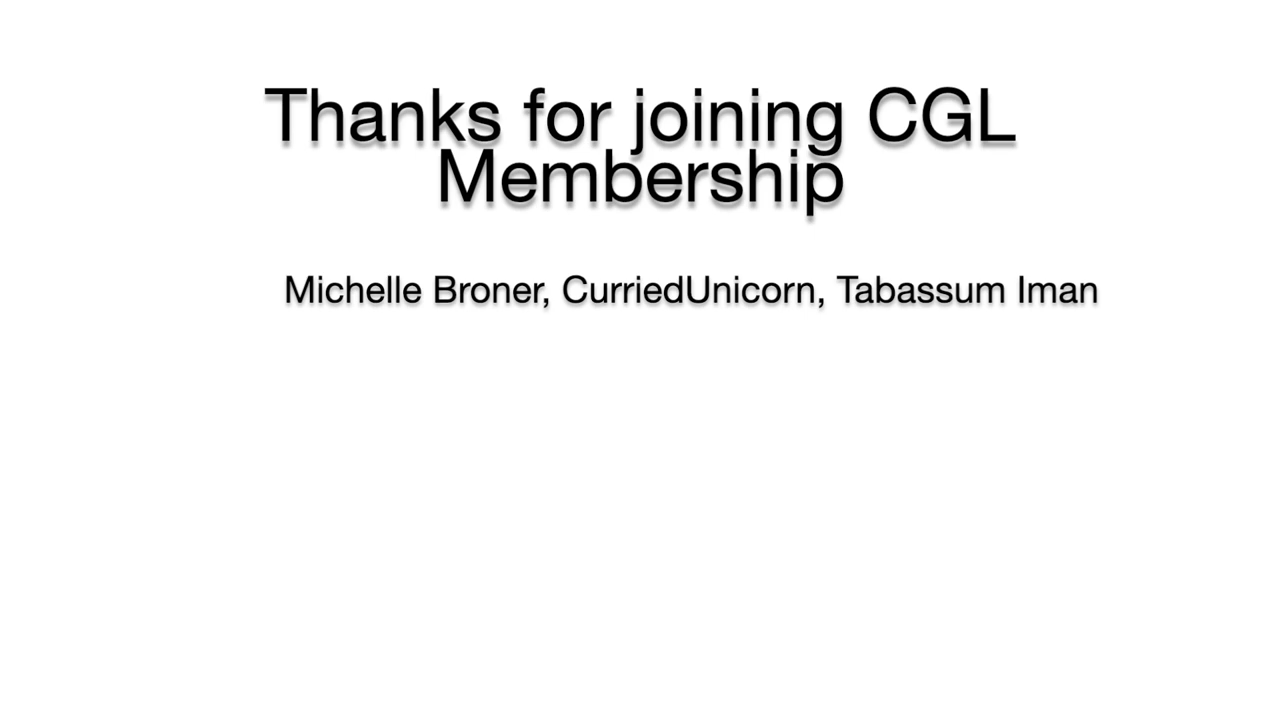 Thanks for joining CGL
Membership
Michelle Broner, CurriedUnicorn, Tabassum Iman